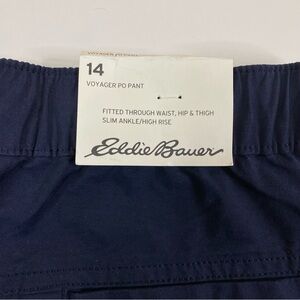 14
VOYAGER PO PANT
FITTED THROUGH WAIST, HIP & THIGH
SLIM ANKLE/HIGH RISE
Eddie Bauer